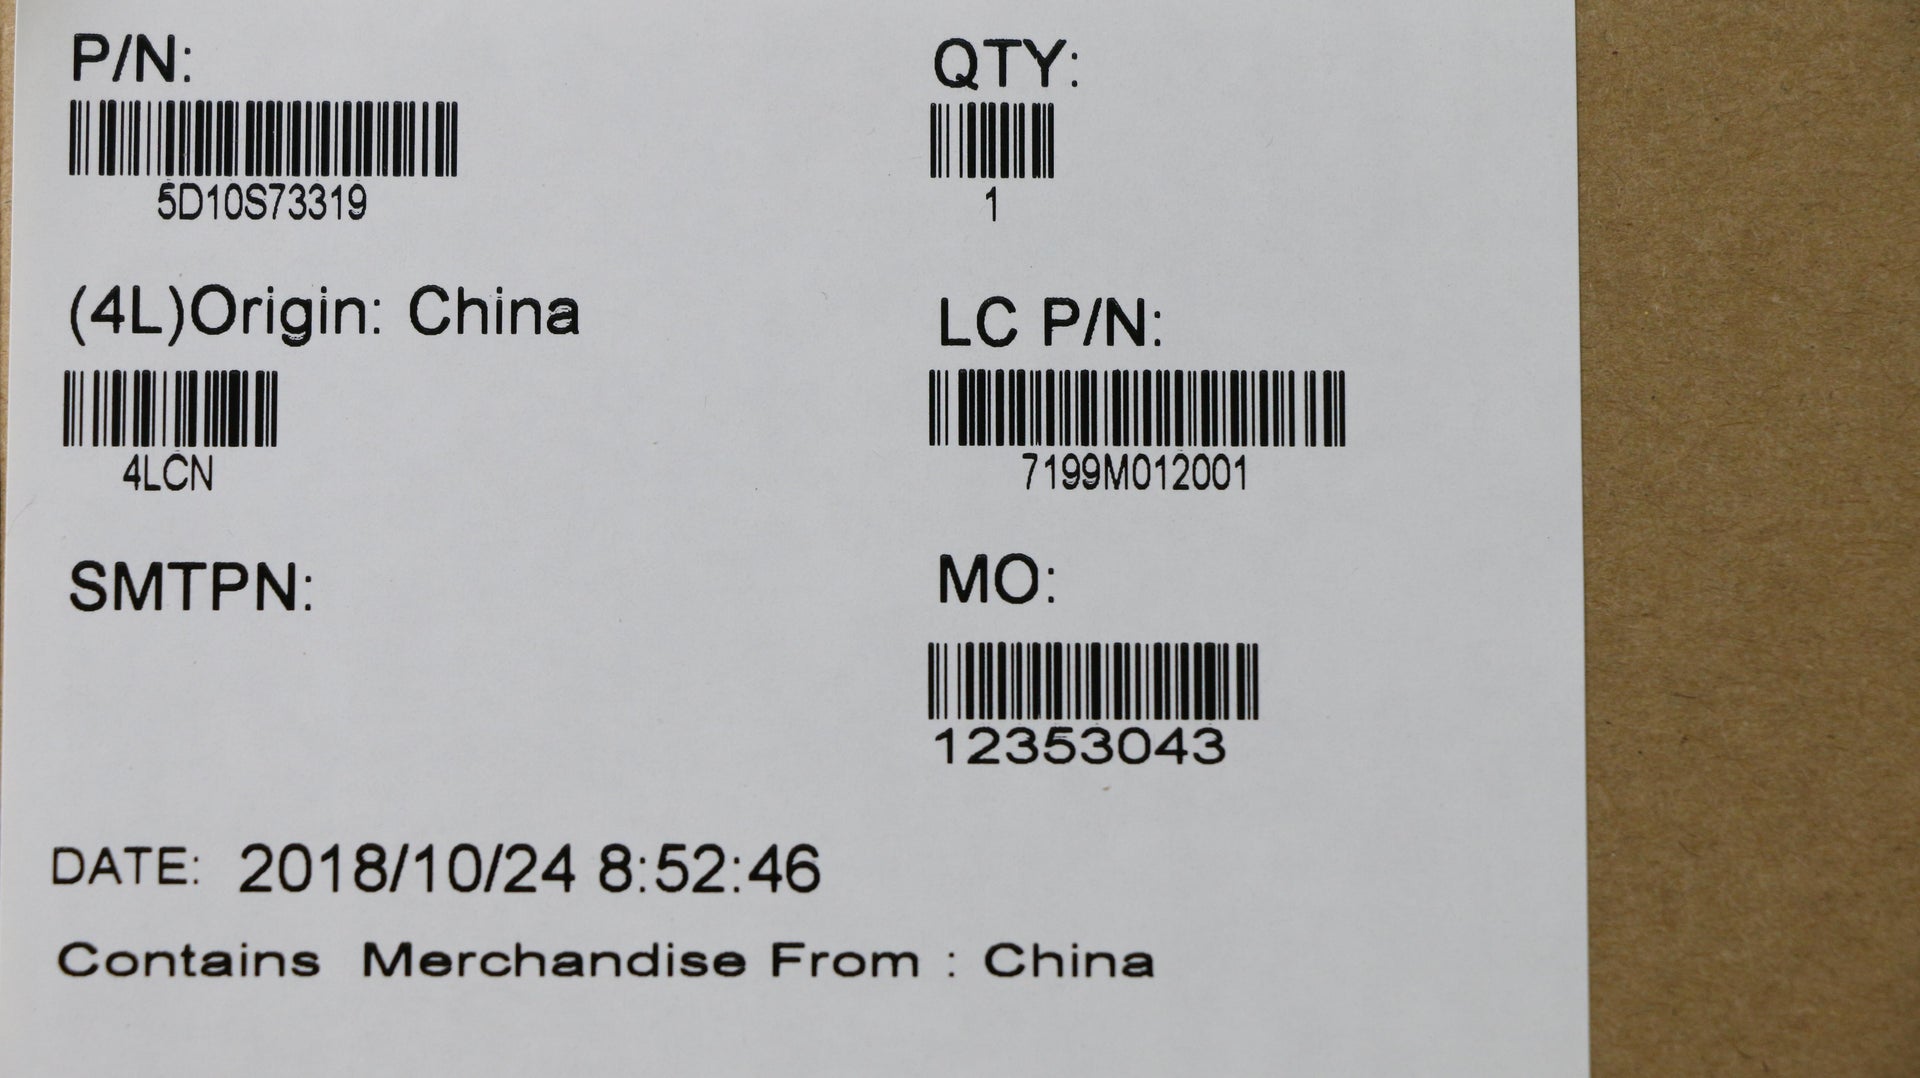 P/N:
QTY:
5D10S73319
1
(4L)Origin: China
LC P/N:
4LCN
7199M012001
SMTPN:
MO:
12353043
DATE: 2018/10/24 8:52:46
Contains Merchandise From : China